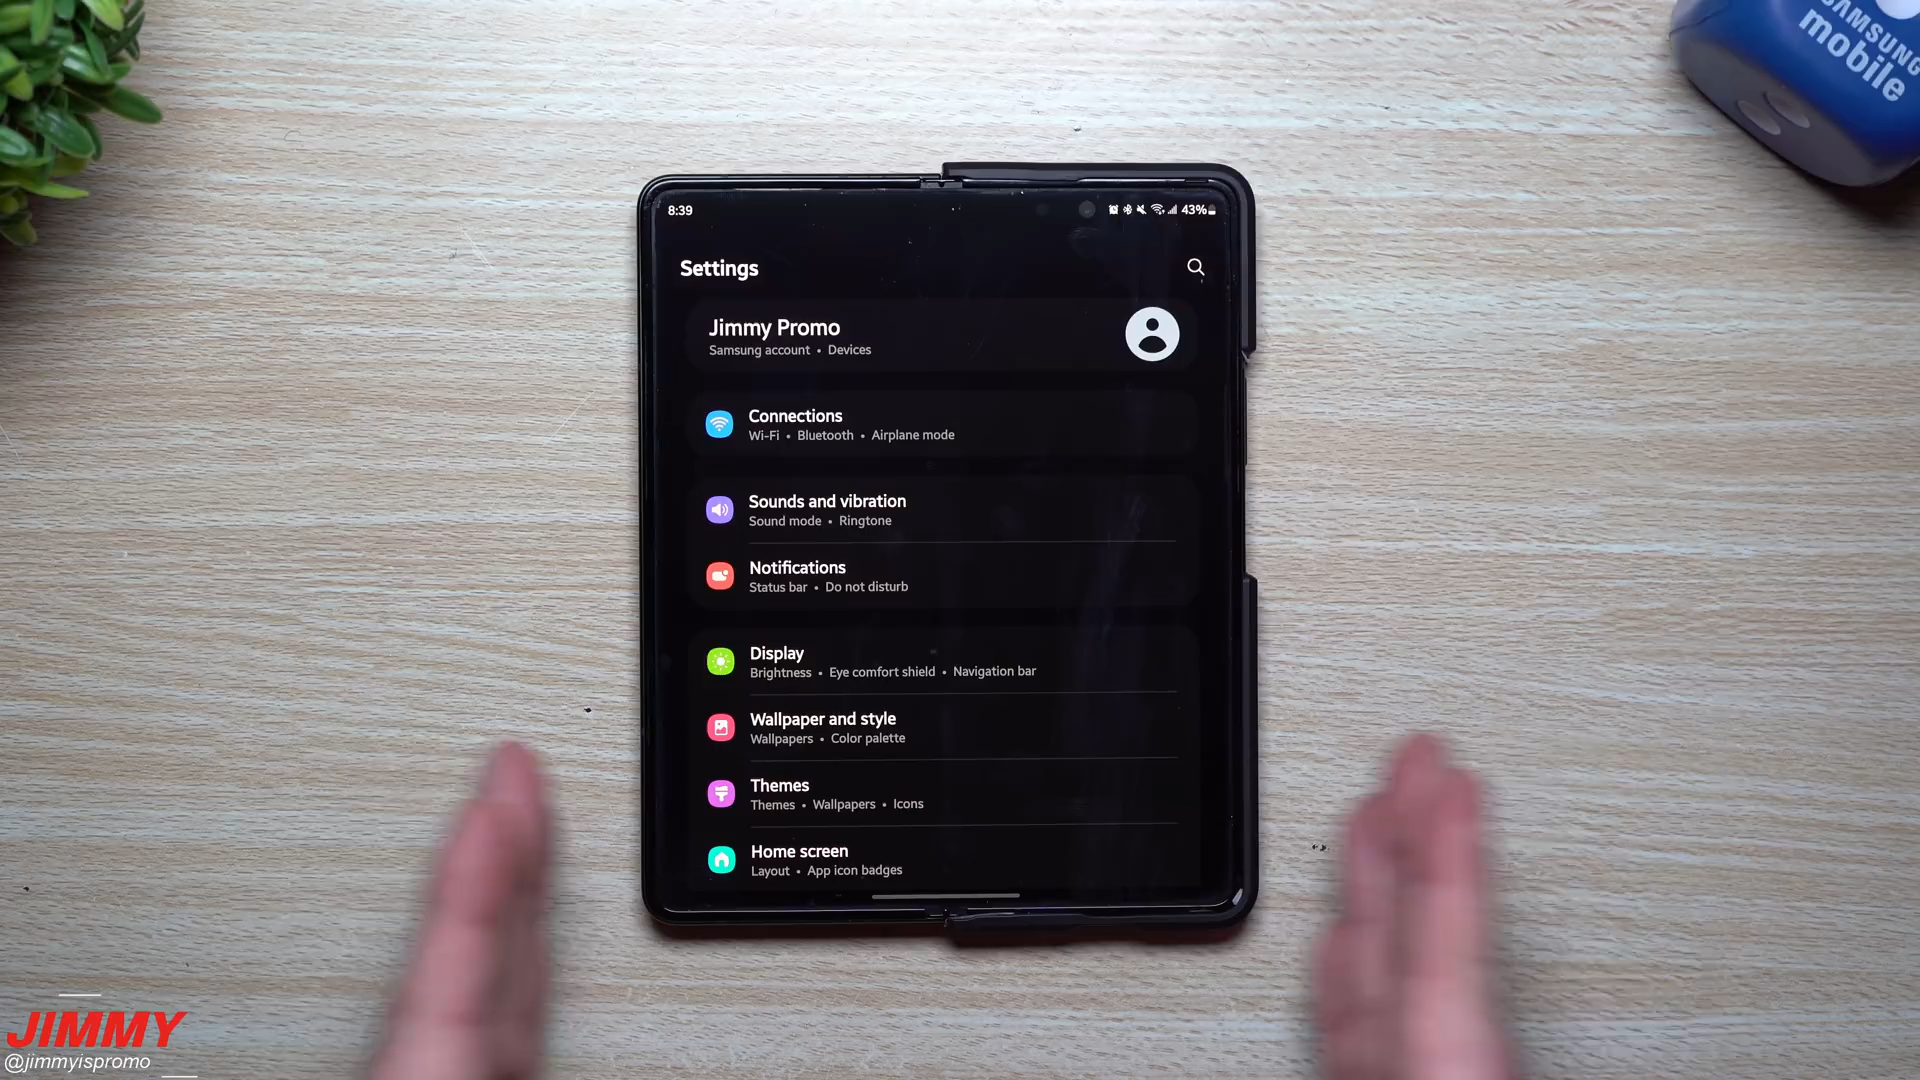 SAMSUNG
mobile
8:39
43%
Settings
Jimmy Promo
Samsung account • Devices
Connections
Wi-Fi • Bluetooth • Airplane mode
Sounds and vibration
Sound mode • Ringtone
Notifications
Status bar • Do not disturb
Display
Brightness • Eye comfort shield • Navigation bar
Wallpaper and style
Wallpapers • Color palette
Themes
Themes • Wallpapers • Icons
Home screen
Layout • App icon badges
JIMMY
@jimmyispromo